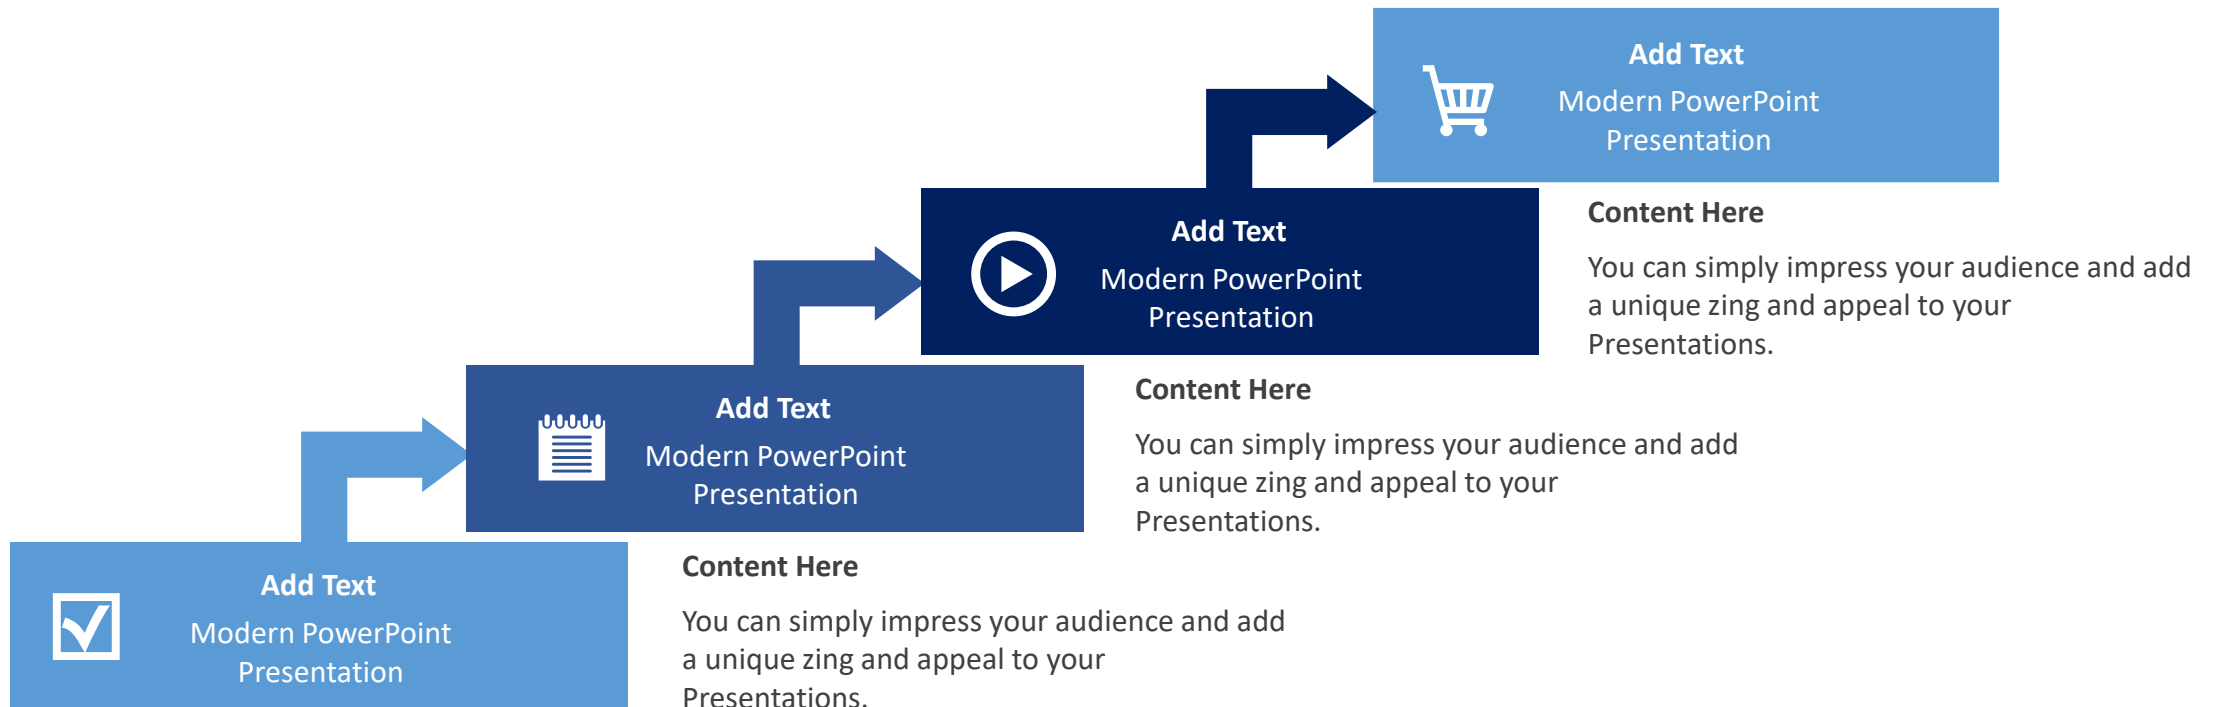 Add Text
Modern PowerPoint
Presentation
Content Here
You can simply impress your audience and add
a unique zing and appeal to your
Presentations.
Add Text
Modern PowerPoint
Presentation
Content Here
You can simply impress your audience and add
a unique zing and appeal to your
Presentations.
Add Text
Modern PowerPoint
Presentation
Content Here
You can simply impress your audience and add
a unique zing and appeal to your
Presentations.
Add Text
Modern PowerPoint
Presentation